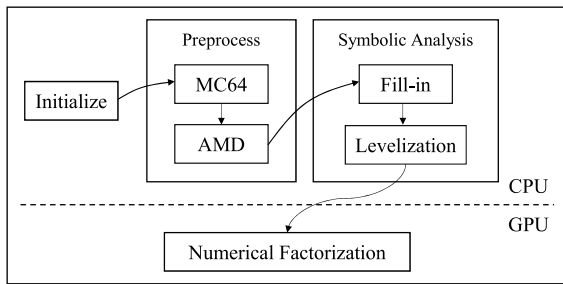 Preprocess
Symbolic Analysis
Initialize
MC64
Fill-in
AMD
Levelization
CPU
GPU
Numerical Factorization